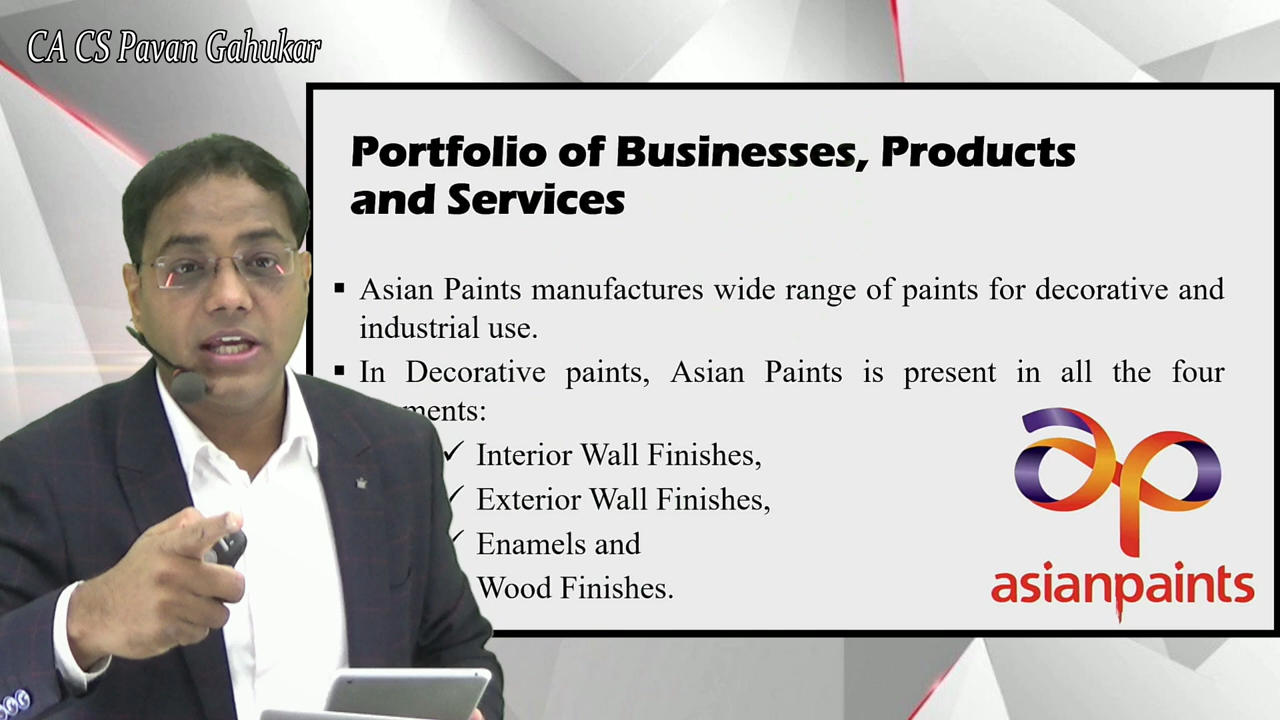 CA CS Pavan Gahukar
Portfolio of Businesses, Products
and Services
▪ Asian Paints manufactures wide range of paints for decorative and
industrial use.
▪ In Decorative paints, Asian Paints is present in all the four
ments:
✓ Interior Wall Finishes,
✓ Exterior Wall Finishes,
✓ Enamels and
Wood Finishes.
ap
asianpaints